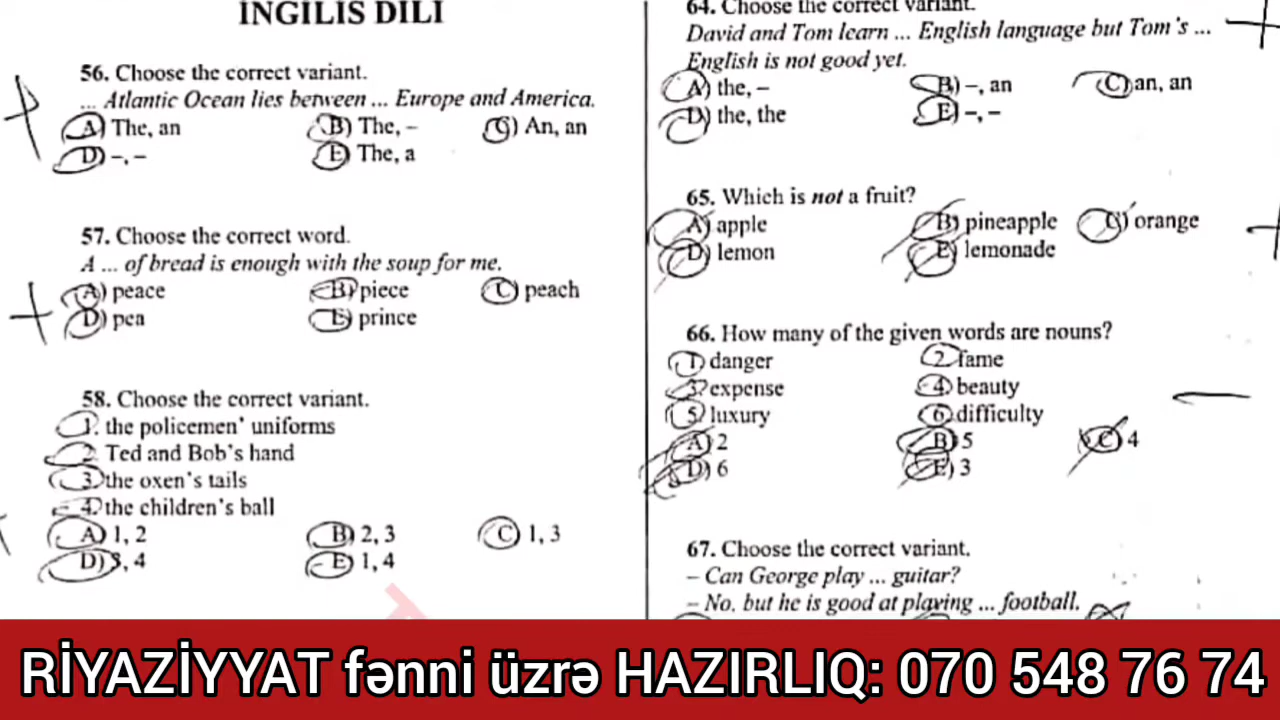 İNGİLİS DİLİ
56. Choose the correct variant.
... Atlantic Ocean lies between ... Europe and America.
A) The, an B) The, – C) An, an
D) –, – E) The, a
57. Choose the correct word.
A ... of bread is enough with the soup for me.
A) peace B) piece C) peach
D) pea E) prince
58. Choose the correct variant.
1. the policemen' uniforms
2. Ted and Bob's hand
3. the oxen's tails
4. the children's ball
A) 1, 2 B) 2, 3 C) 1, 3
D) 3, 4 E) 1, 4
64. Choose the correct variant.
David and Tom learn ... English language but Tom's ...
English is not good yet.
A) the, – B) –, an C) an, an
D) the, the E) –, –
65. Which is not a fruit?
A) apple B) pineapple C) orange
D) lemon E) lemonade
66. How many of the given words are nouns?
1. danger 2. fame
3. expense 4. beauty
5. luxury 6. difficulty
A) 2 B) 5 C) 4
D) 6 E) 3
67. Choose the correct variant.
– Can George play ... guitar?
– No, but he is good at playing ... football.
RİYAZİYYAT fənni üzrə HAZIRLIQ: 070 548 76 74